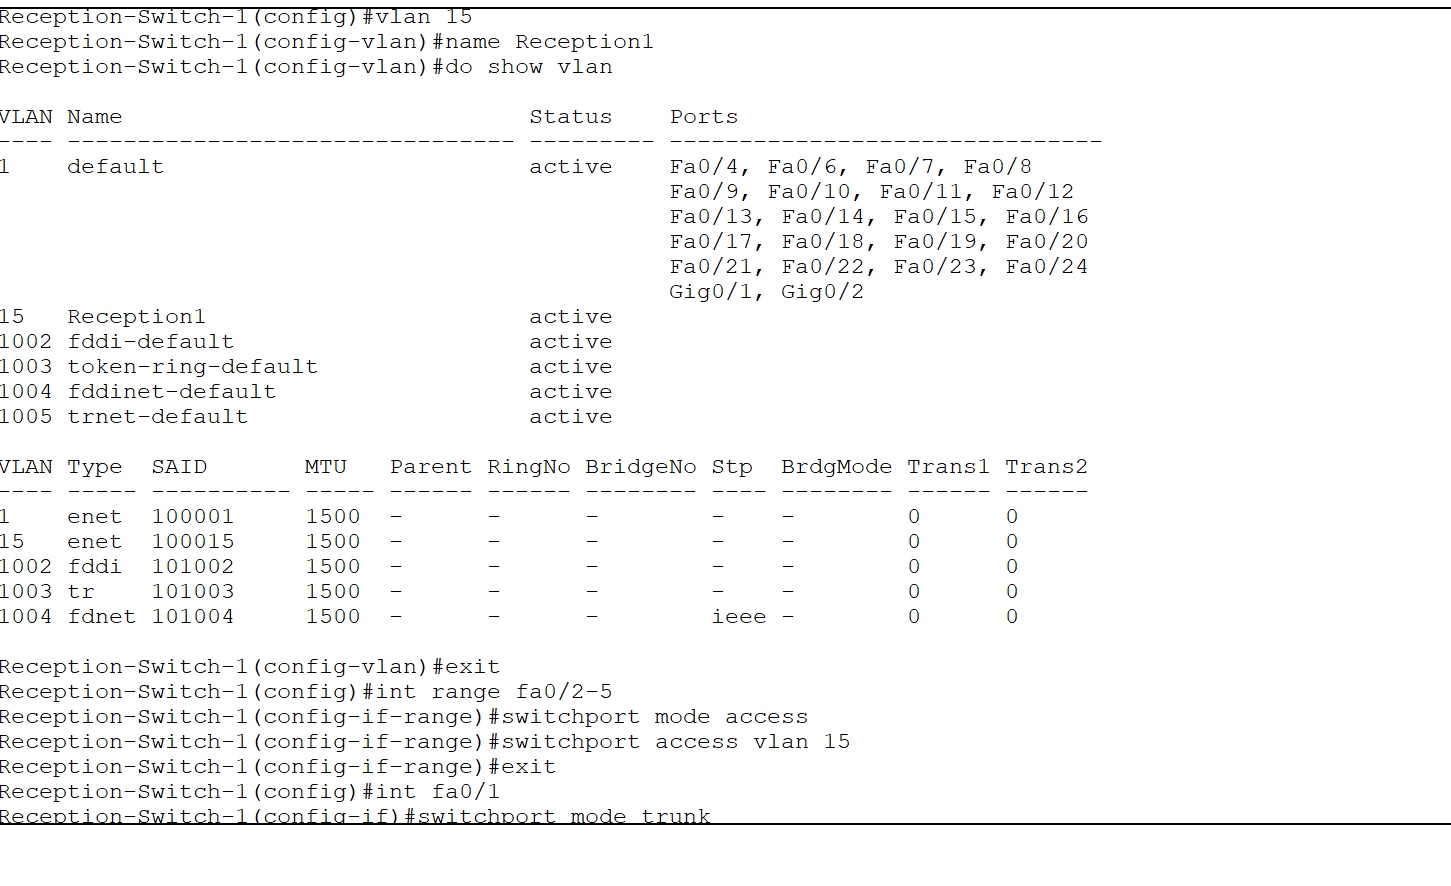 Reception-Switch-1(config)#vlan 15
Reception-Switch-1(config-vlan)#name Reception1
Reception-Switch-1(config-vlan)#do show vlan
VLAN Name                             Status    Ports
---- -------------------------------- --------- -------------------------------
1    default                          active    Fa0/4, Fa0/6, Fa0/7, Fa0/8
                                                Fa0/9, Fa0/10, Fa0/11, Fa0/12
                                                Fa0/13, Fa0/14, Fa0/15, Fa0/16
                                                Fa0/17, Fa0/18, Fa0/19, Fa0/20
                                                Fa0/21, Fa0/22, Fa0/23, Fa0/24
                                                Gig0/1, Gig0/2
15   Reception1                       active
1002 fddi-default                     active
1003 token-ring-default               active
1004 fddinet-default                  active
1005 trnet-default                    active
VLAN Type  SAID       MTU   Parent RingNo BridgeNo Stp  BrdgMode Trans1 Trans2
---- ----- ---------- ----- ------ ------ -------- ---- -------- ------ ------
1    enet  100001     1500  -      -      -        -    -        0      0
15   enet  100015     1500  -      -      -        -    -        0      0
1002 fddi  101002     1500  -      -      -        -    -        0      0
1003 tr    101003     1500  -      -      -        -    -        0      0
1004 fdnet 101004     1500  -      -      -        ieee -        0      0
Reception-Switch-1(config-vlan)#exit
Reception-Switch-1(config)#int range fa0/2-5
Reception-Switch-1(config-if-range)#switchport mode access
Reception-Switch-1(config-if-range)#switchport access vlan 15
Reception-Switch-1(config-if-range)#exit
Reception-Switch-1(config)#int fa0/1
Reception-Switch-1(config-if)#switchport mode trunk